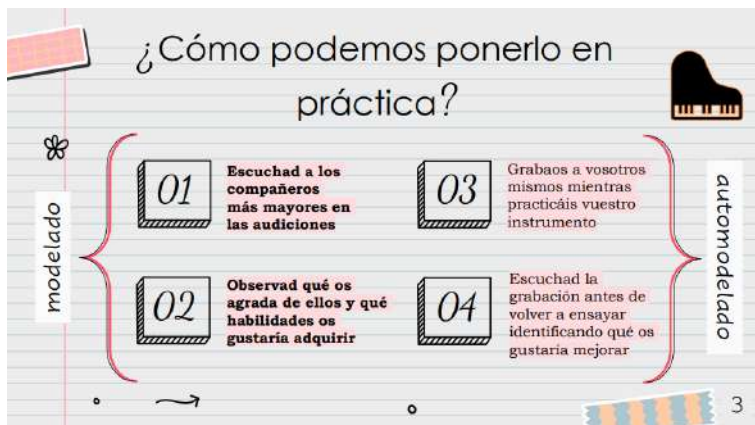 ¿Cómo podemos ponerlo en
práctica?
modelado
01
Escuchad a los
compañeros
más mayores en
las audiciones
02
Observad qué os
agrada de ellos y qué
habilidades os
gustaría adquirir
03
Grabaos a vosotros
mismos mientras
practicáis vuestro
instrumento
04
Escuchad la
grabación antes de
volver a ensayar
identificando qué os
gustaría mejorar
automodelado
3